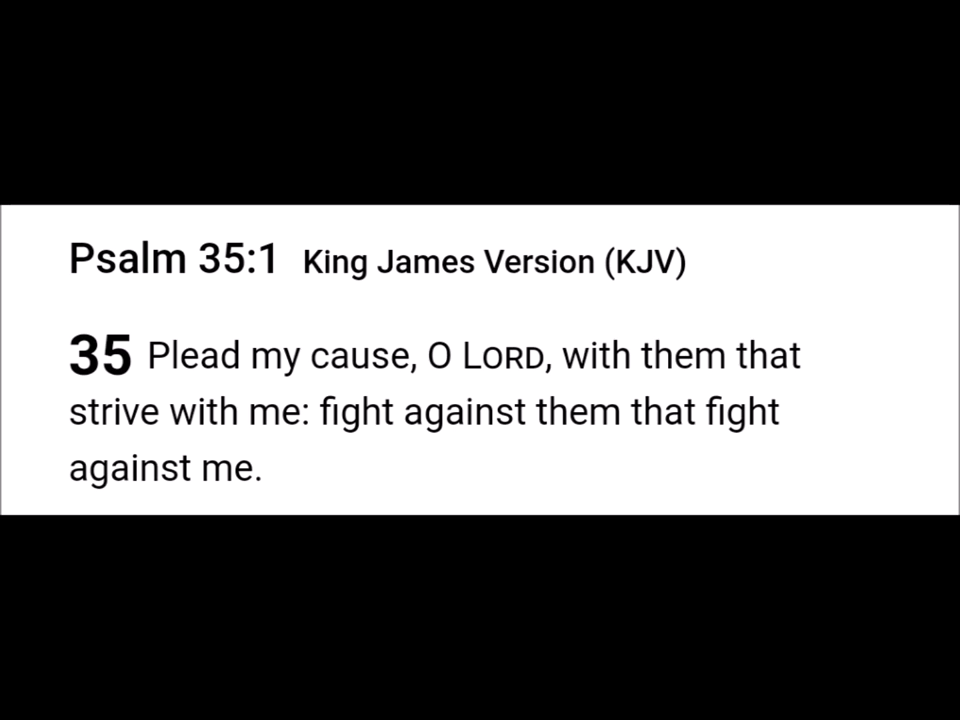 Psalm 35:1 King James Version (KJV)
35 Plead my cause, O LORD, with them that
strive with me: fight against them that fight
against me.